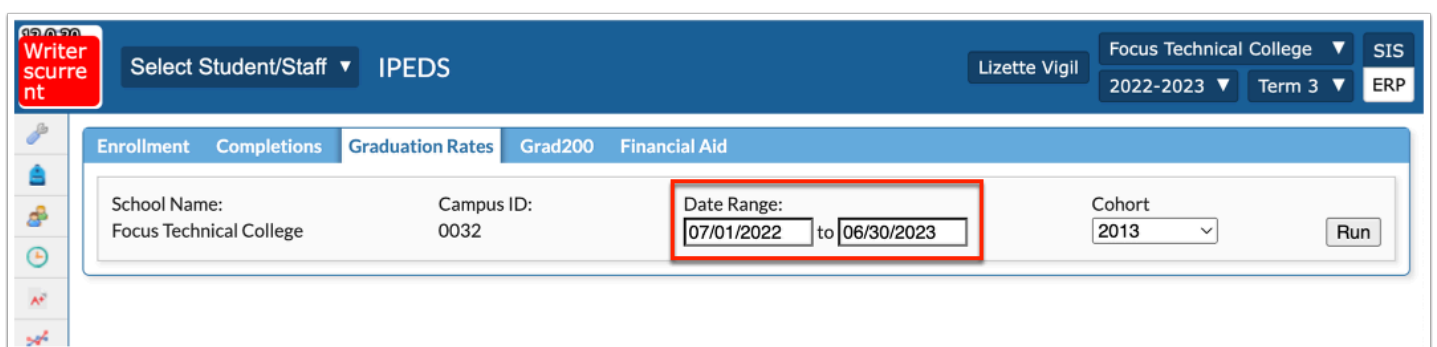 Writer
scurre
nt
Select Student/Staff ▼ IPEDS
Lizette Vigil
Focus Technical College ▼ SIS
2022-2023 ▼ Term 3 ▼ ERP
Enrollment Completions Graduation Rates Grad200 Financial Aid
School Name: Campus ID: Date Range: Cohort
Focus Technical College 0032 07/01/2022 to 06/30/2023 2013 Run
A+